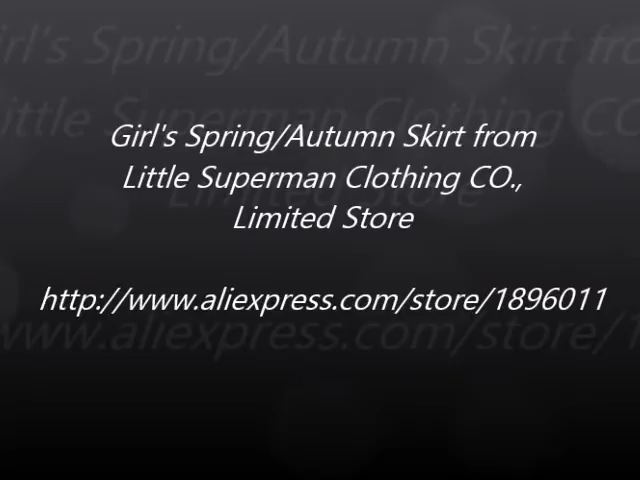 Girl's Spring/Autumn Skirt from
Little Superman Clothing CO.,
Limited Store
http://www.aliexpress.com/store/1896011